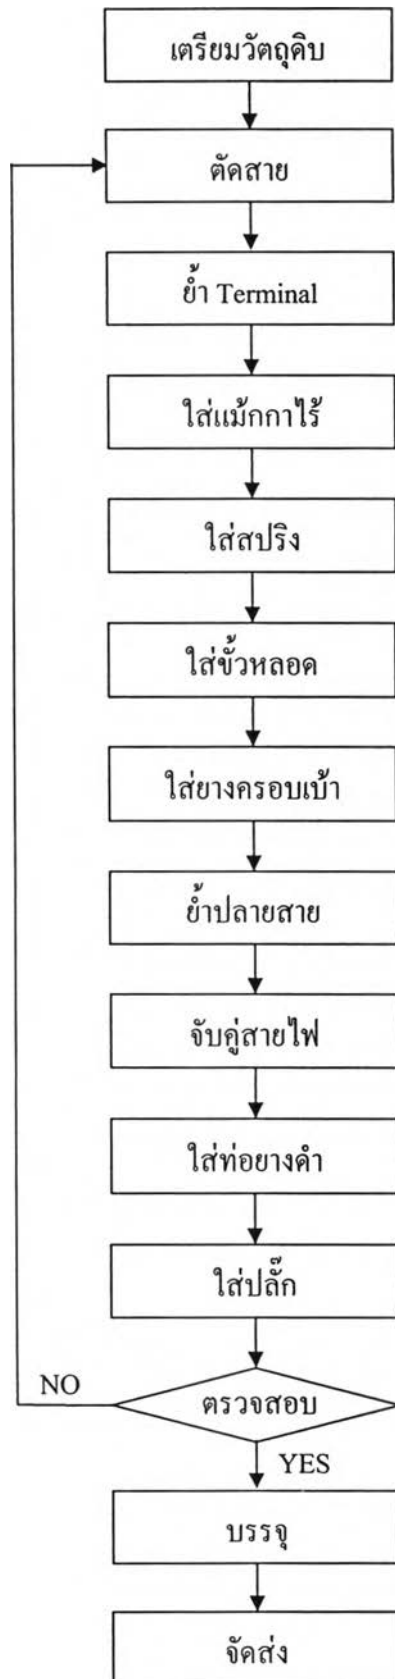 เตรียมวัตถุดิบ
ตัดสาย
ย้ำ Terminal
ใส่แม้กกาไร้
ใส่สปริง
ใส่ขั้วหลอด
ใส่ยางครอบเบ้า
ย้ำปลายสาย
จับคู่สายไฟ
ใส่ท่อยางดำ
ใส่ปลั๊ก
NO
ตรวจสอบ
YES
บรรจุ
จัดส่ง